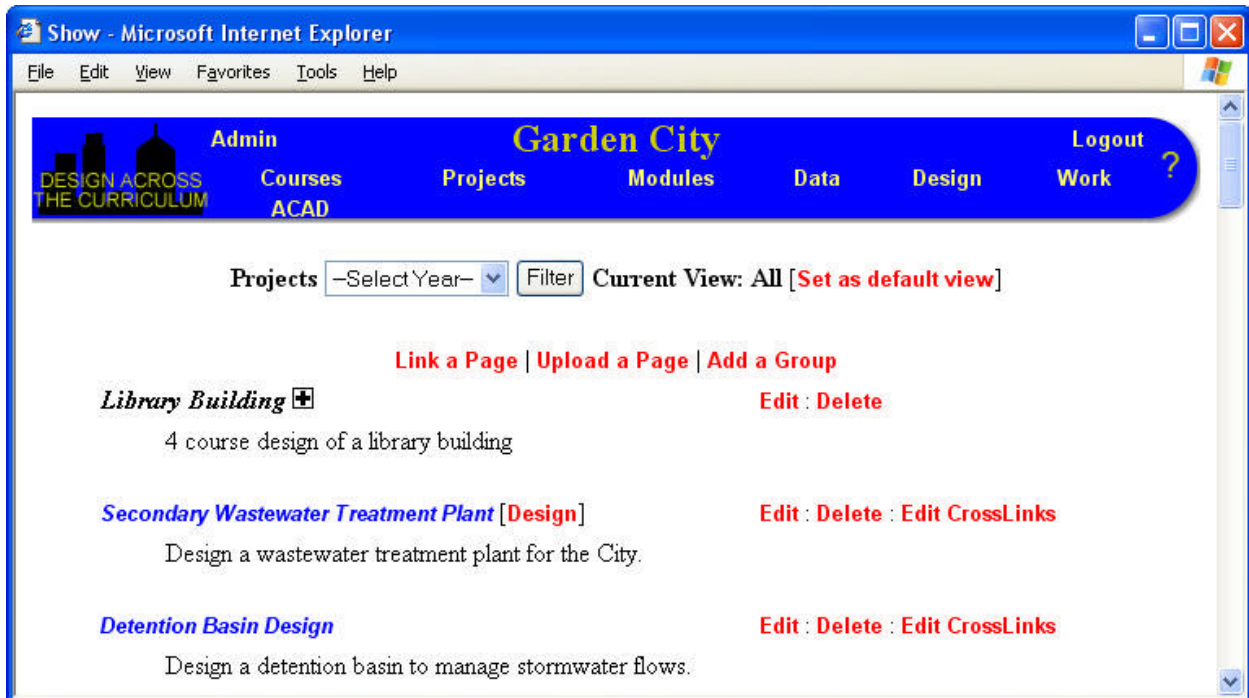 Show - Microsoft Internet Explorer
File Edit View Favorites Tools Help
Admin Garden City Logout
DESIGN ACROSS THE CURRICULUM
Courses Projects Modules Data Design Work ?
ACAD
Projects --Select Year-- Filter Current View: All [Set as default view]
Link a Page | Upload a Page | Add a Group
Library Building Edit : Delete
4 course design of a library building
Secondary Wastewater Treatment Plant [Design] Edit : Delete : Edit CrossLinks
Design a wastewater treatment plant for the City.
Detention Basin Design Edit : Delete : Edit CrossLinks
Design a detention basin to manage stormwater flows.